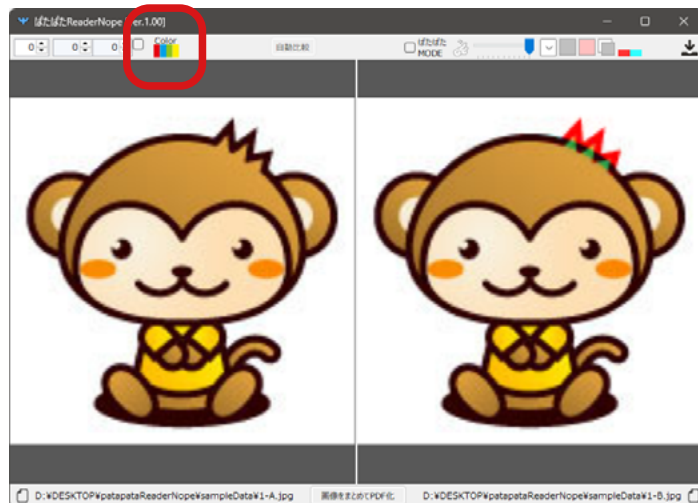 ぱたぱたReaderNope [Ver.1.00]
0 0 0 Color 自動比較 ぱたぱた
MODE
D:¥DESKTOP¥patapataReaderNope¥sampleData¥1-A.jpg 画像をまとめてPDF化 D:¥DESKTOP¥patapataReaderNope¥sampleData¥1-B.jpg